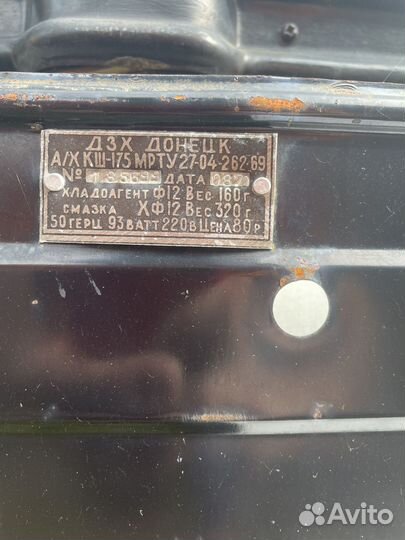 ДЗХ ДОНЕЦК
А/Х КШ-175 МРТУ 27-04-262-69
№ ДАТА
ХЛАДОАГЕНТ Ф12 ВЕС 160 Г
СМАЗКА ХФ12 ВЕС 320 Г
50 ГЕРЦ 93 ВАТТ 220 В ЦЕНА 80 Р
Avito